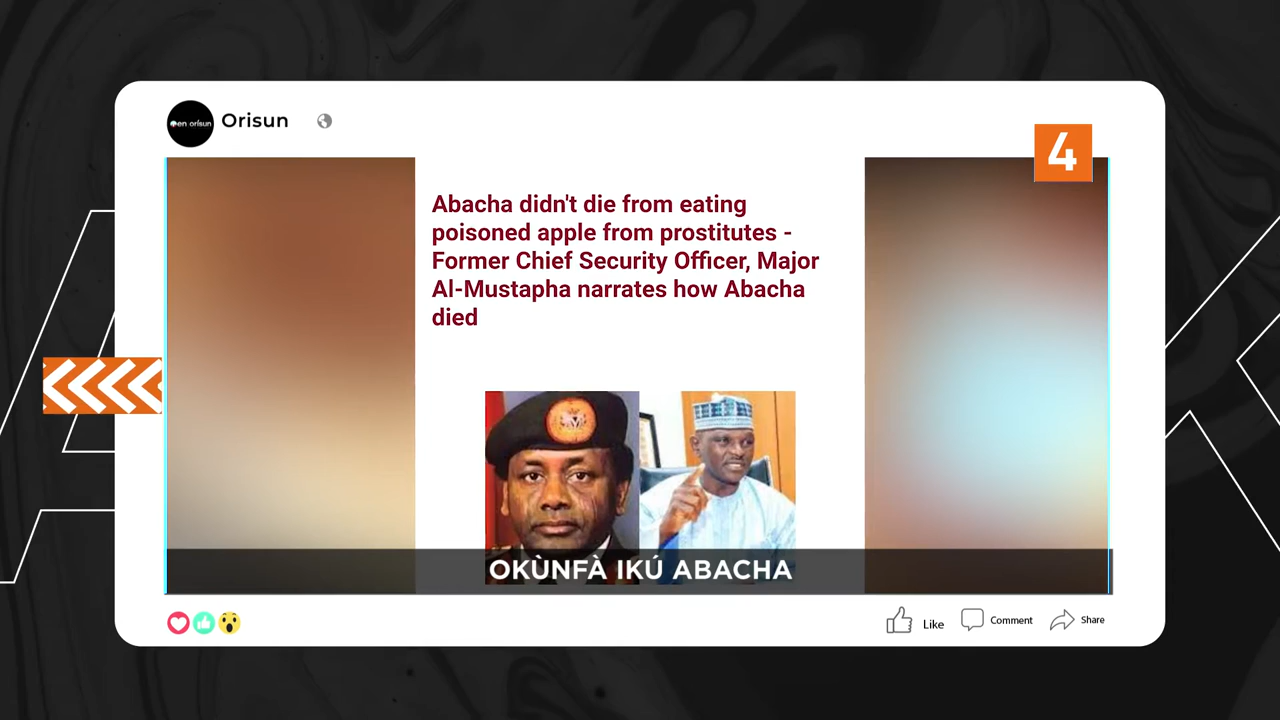 en orísun
Orisun
4
Abacha didn't die from eating
poisoned apple from prostitutes -
Former Chief Security Officer, Major
Al-Mustapha narrates how Abacha
died
OKÙNFÀ IKÚ ABACHA
Like
Comment
Share